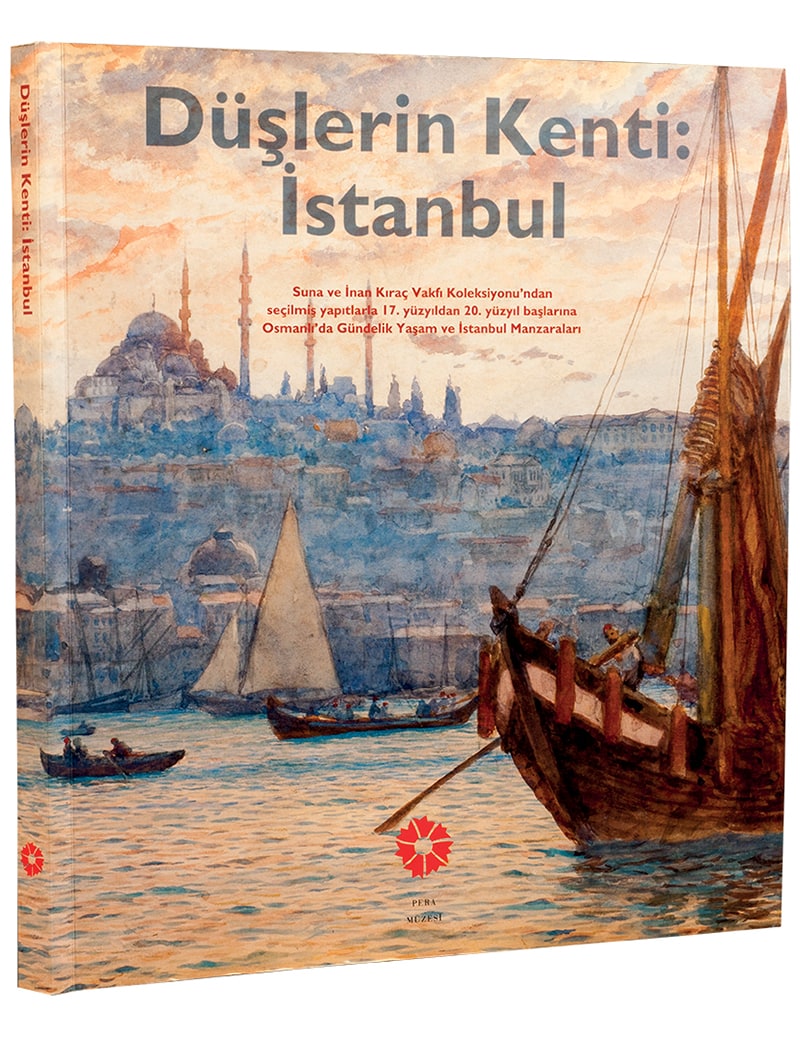 Düşlerin Kenti: İstanbul
Düşlerin Kenti:
İstanbul
Suna ve İnan Kıraç Vakfı Koleksiyonu'ndan
seçilmiş yapıtlarla 17. yüzyıldan 20. yüzyıl başlarına
Osmanlı'da Gündelik Yaşam ve İstanbul Manzaraları
PERA
MÜZESİ